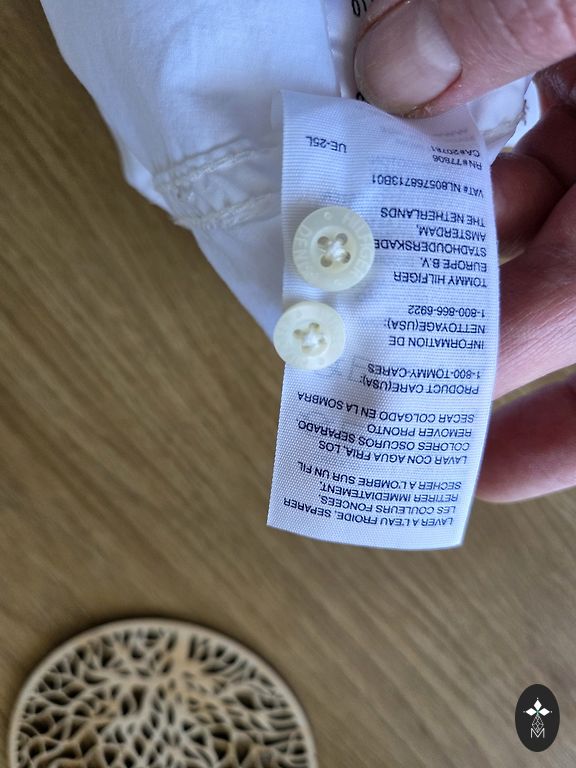 LAVER A L'EAU FROIDE. SEPARER
LES COULEURS FONCEES.
RETIRER IMMEDIATEMENT.
SECHER A L'OMBRE SUR UN FIL
LAVAR CON AGUA FRIA, LOS
COLORES OSCUROS SEPARADO.
REMOVER PRONTO
SECAR COLGADO EN LA SOMBRA
PRODUCT CARE(USA):
1-800-TOMMY-CARES
INFORMATION DE
NETTOYAGE(USA)
1-800-866-6922
TOMMY HILFIGER
EUROPE B.V.
STADHOUDERSKADE
AMSTERDAM,
THE NETHERLANDS
VAT# NL805768713B01
RN#77806
CA#20781
UE-25L